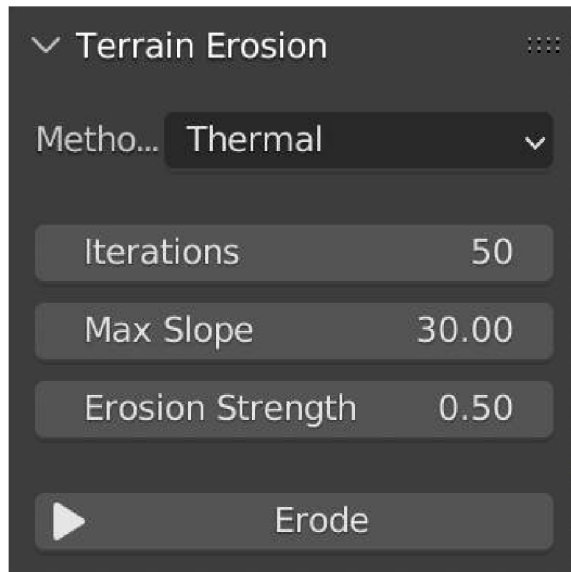 Terrain Erosion
Metho... Thermal
Iterations 50
Max Slope 30.00
Erosion Strength 0.50
Erode